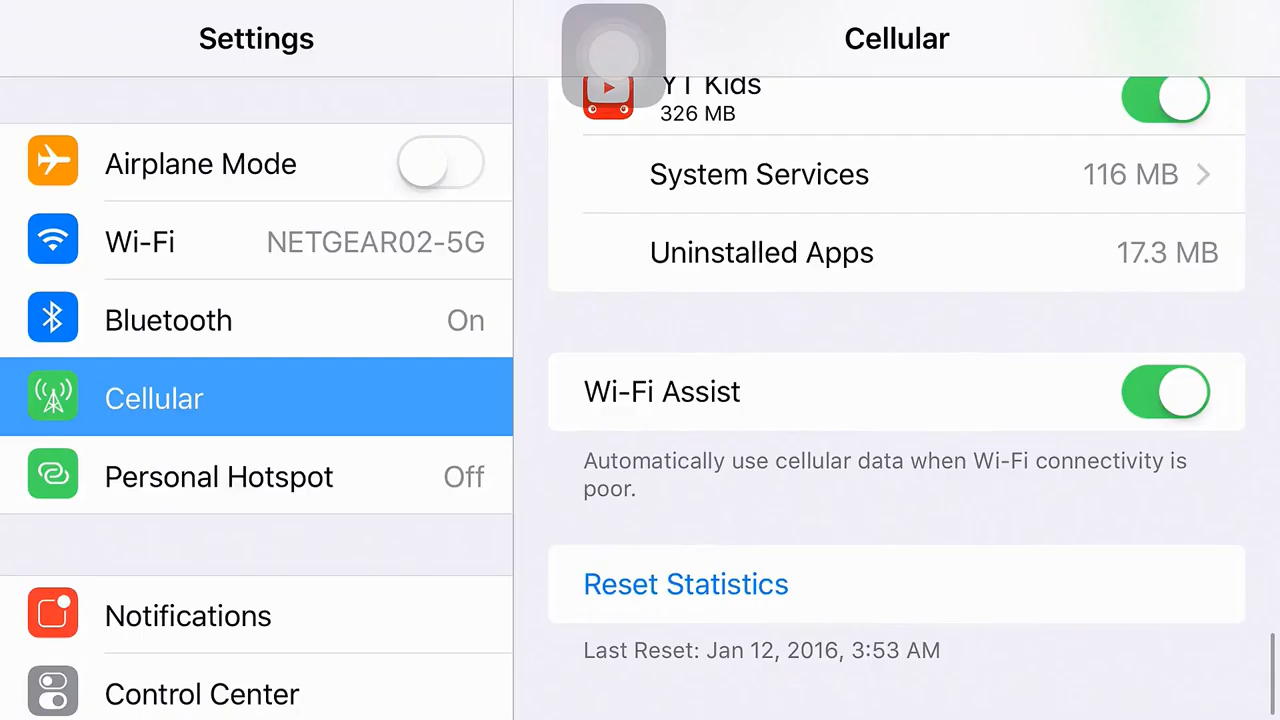 Settings
Airplane Mode
Wi-Fi NETGEAR02-5G
Bluetooth On
Cellular
Personal Hotspot Off
Notifications
Control Center
Cellular
YT Kids
326 MB
System Services 116 MB
Uninstalled Apps 17.3 MB
Wi-Fi Assist
Automatically use cellular data when Wi-Fi connectivity is
poor.
Reset Statistics
Last Reset: Jan 12, 2016, 3:53 AM